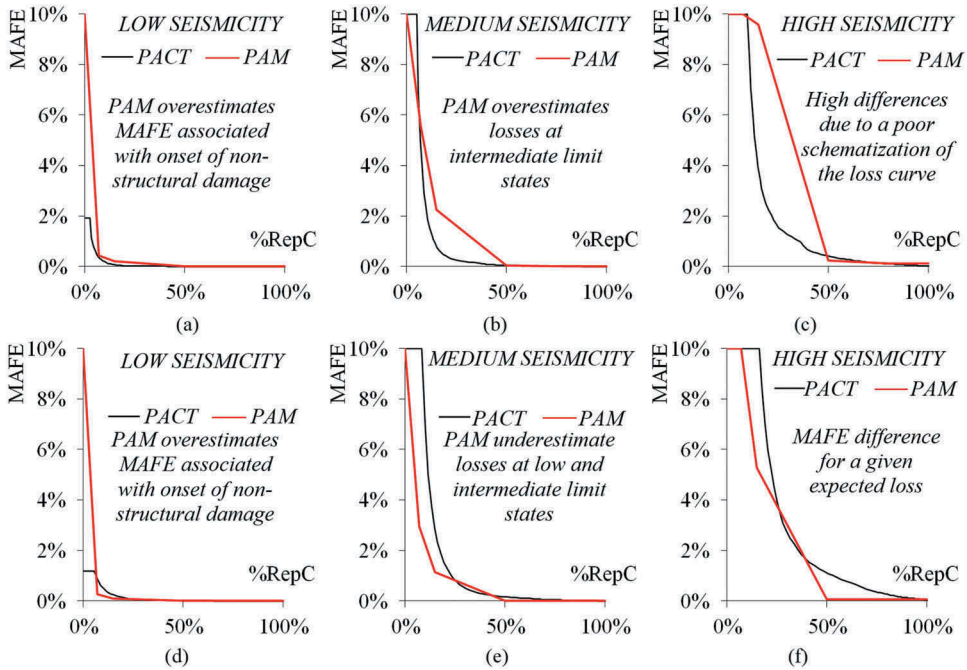 MAFE
10%
8%
6%
4%
2%
0%
LOW SEISMICITY
PACT
PAM
PAM overestimates
MAFE associated
with onset of non-
structural damage
%RepC
0%
50%
100%
(a)
MAFE
10%
8%
6%
4%
2%
0%
MEDIUM SEISMICITY
PACT
PAM
PAM overestimates
losses at
intermediate limit
states
%RepC
0%
50%
100%
(b)
MAFE
10%
8%
6%
4%
2%
0%
HIGH SEISMICITY
PACT
PAM
High differences
due to a poor
schematization of
the loss curve
%RepC
0%
50%
100%
(c)
MAFE
10%
8%
6%
4%
2%
0%
LOW SEISMICITY
PACT
PAM
PAM overestimates
MAFE associated
with onset of non-
structural damage
%RepC
0%
50%
100%
(d)
MAFE
10%
8%
6%
4%
2%
0%
MEDIUM SEISMICITY
PACT
PAM
PAM underestimate
losses at low and
intermediate limit
states
%RepC
0%
50%
100%
(e)
MAFE
10%
8%
6%
4%
2%
0%
HIGH SEISMICITY
PACT
PAM
MAFE difference
for a given
expected loss
%RepC
0%
50%
100%
(f)